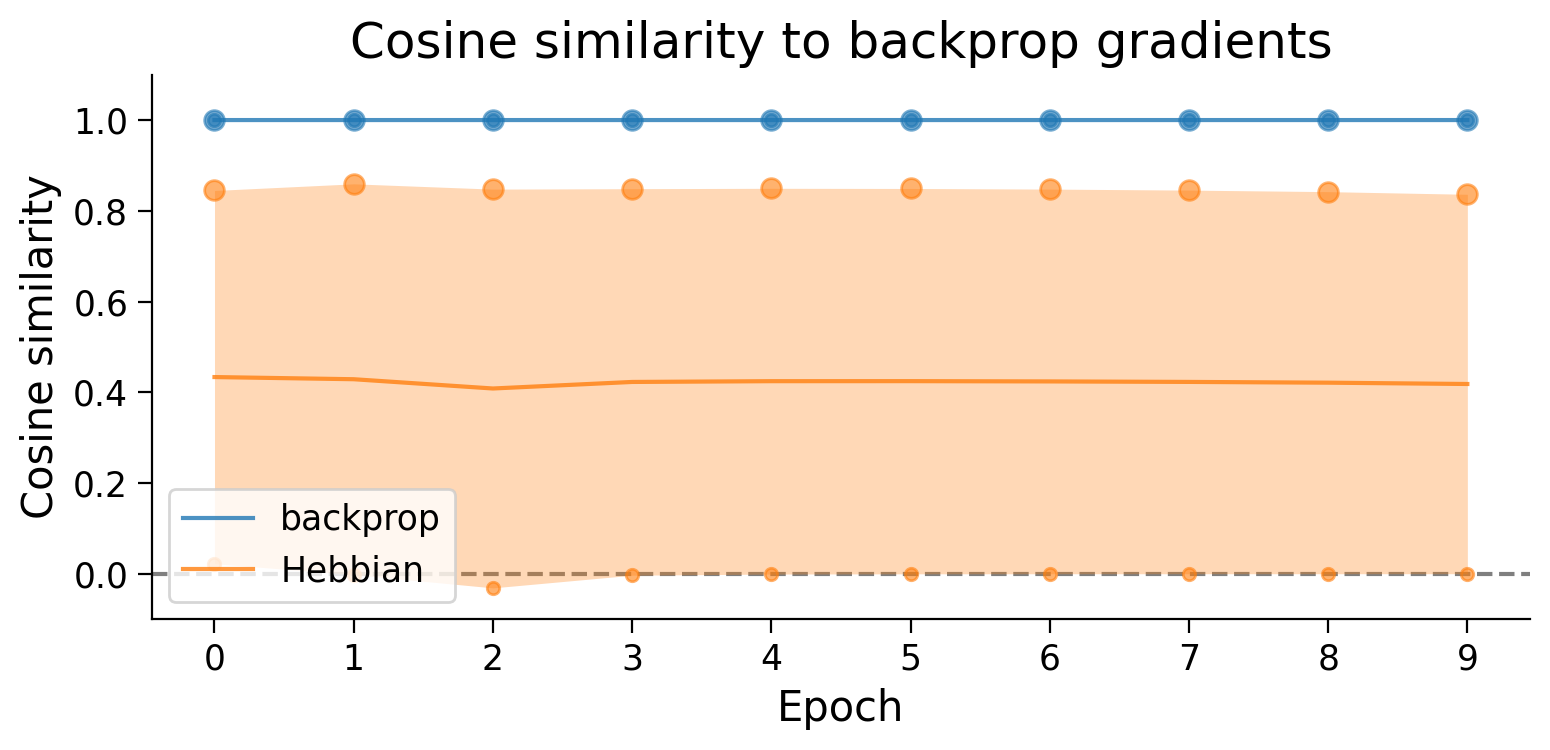 Cosine similarity to backprop gradients
Cosine similarity
1.0
0.8
0.6
0.4
0.2
0.0
backprop
Hebbian
0 1 2 3 4 5 6 7 8 9
Epoch